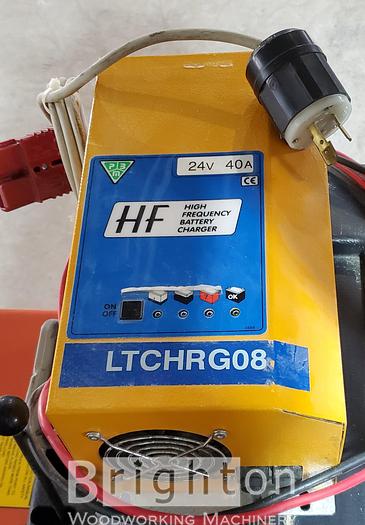 P B
M
24V 40A
CE
HF
HIGH
FREQUENCY
BATTERY
CHARGER
ON
OFF
OK
LTCHRG08
Brighton
WOODWORKING MACHINERY